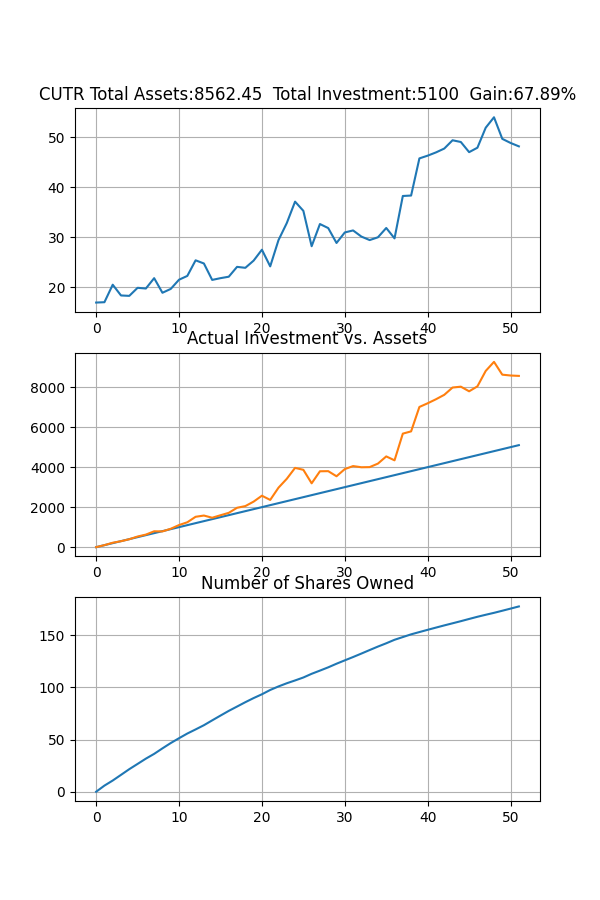 CUTR Total Assets:8562.45  Total Investment:5100  Gain:67.89%
50
40
30
20
0 10 20 30 40 50
Actual Investment vs. Assets
8000
6000
4000
2000
0
0 10 20 30 40 50
Number of Shares Owned
150
100
50
0
0 10 20 30 40 50